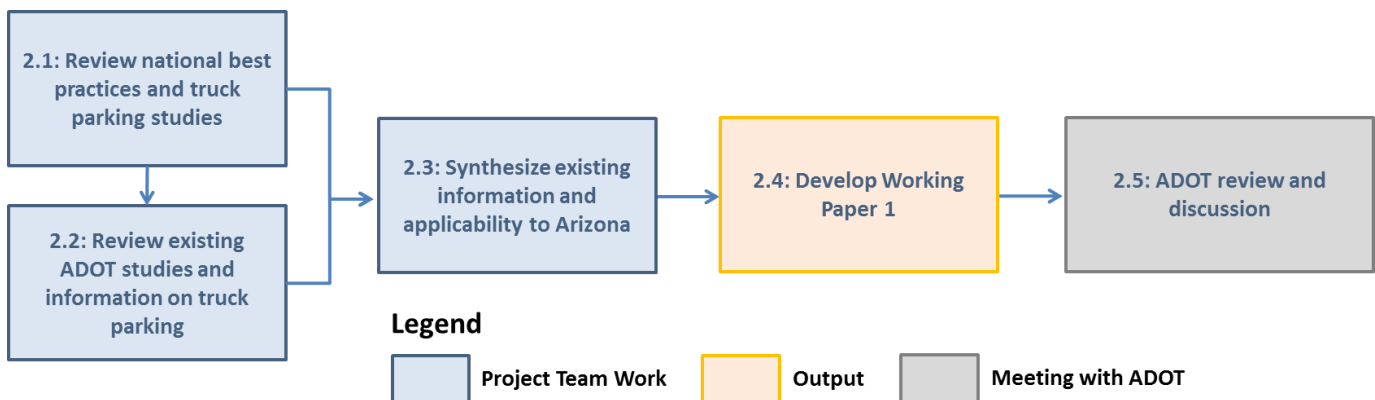 2.1: Review national best
practices and truck
parking studies
2.2: Review existing
ADOT studies and
information on truck
parking
2.3: Synthesize existing
information and
applicability to Arizona
2.4: Develop Working
Paper 1
2.5: ADOT review and
discussion
Legend
Project Team Work
Output
Meeting with ADOT